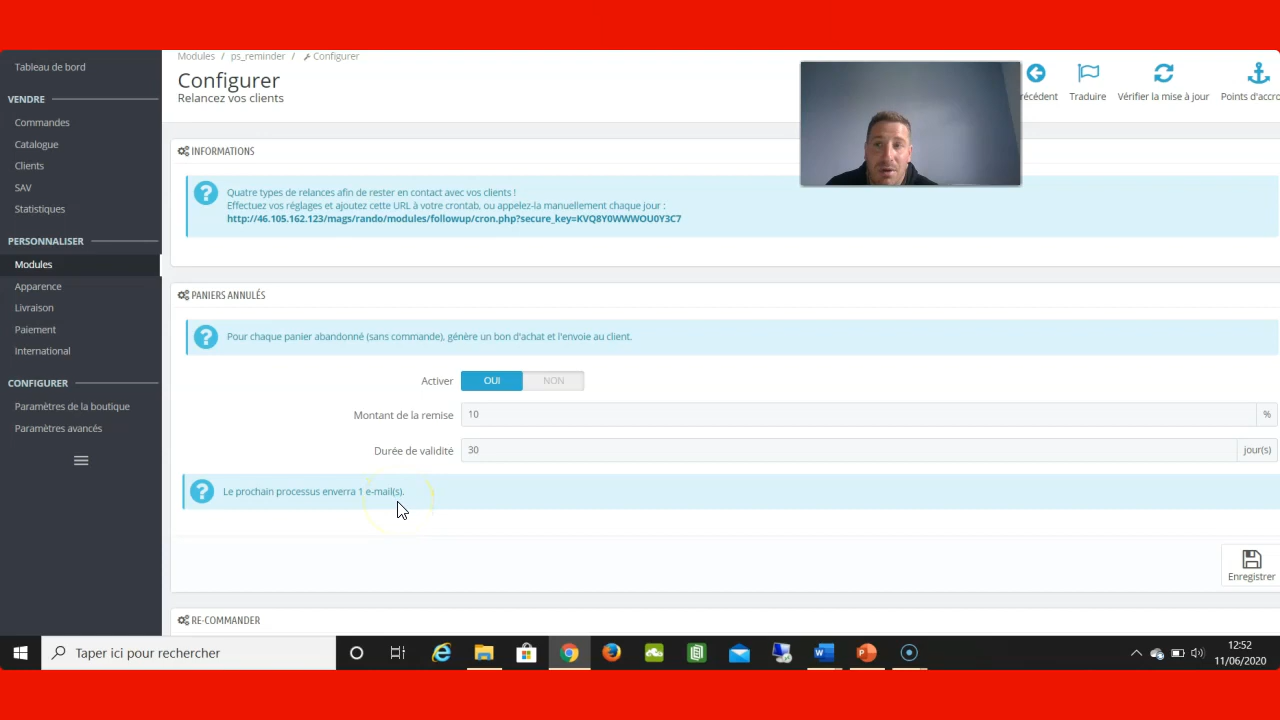 Modules / ps_reminder / Configurer
Configurer
Relancez vos clients
récédent
Traduire
Vérifier la mise à jour
Points d'accro
Tableau de bord
VENDRE
Commandes
Catalogue
Clients
SAV
Statistiques
PERSONNALISER
Modules
Apparence
Livraison
Paiement
International
CONFIGURER
Paramètres de la boutique
Paramètres avancés
INFORMATIONS
Quatre types de relances afin de rester en contact avec vos clients !
Effectuez vos réglages et ajoutez cette URL à votre crontab, ou appelez-la manuellement chaque jour :
http://46.105.162.123/mags/rando/modules/followup/cron.php?secure_key=KVQ8Y0WWWOU0Y3C7
PANIERS ANNULÉS
Pour chaque panier abandonné (sans commande), génère un bon d'achat et l'envoie au client.
Activer OUI NON
Montant de la remise 10 %
Durée de validité 30 jour(s)
Le prochain processus enverra 1 e-mail(s).
Enregistrer
RE-COMMANDER
Taper ici pour rechercher
12:52
11/06/2020